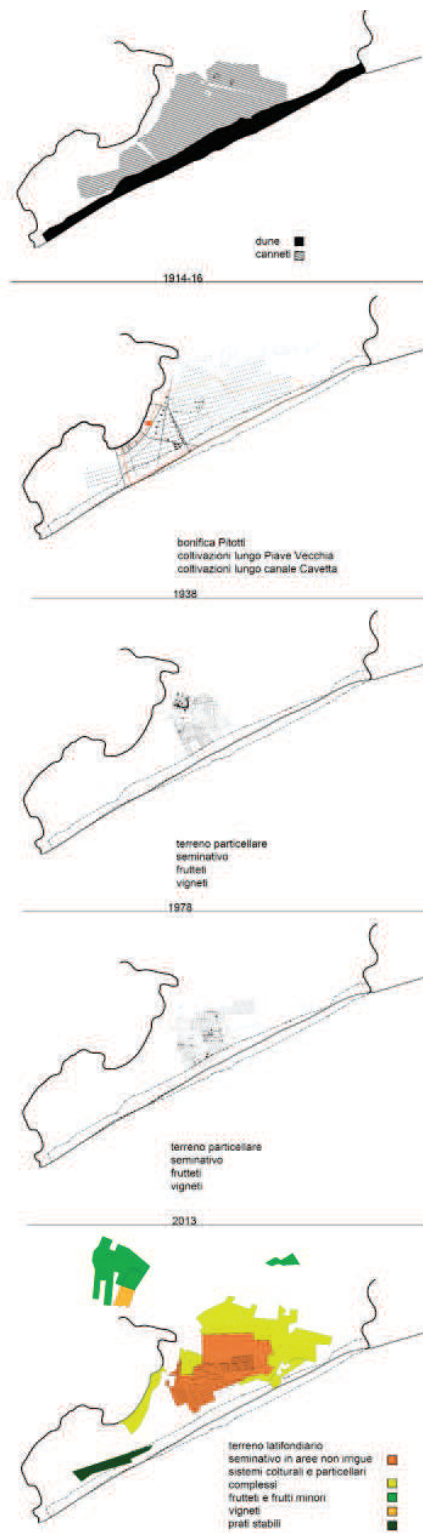 dune
canneti
1914-16
bonifica Pitotti
coltivazioni lungo Piave Vecchia
coltivazioni lungo canale Cavetta
1938
terreno particellare
seminativo
frutteti
vigneti
1978
terreno particellare
seminativo
frutteti
vigneti
2013
terreno latifondiario
seminativo in aree non irrigue
sistemi colturali e particellari
complessi
frutteti e frutti minori
vigneti
prati stabili